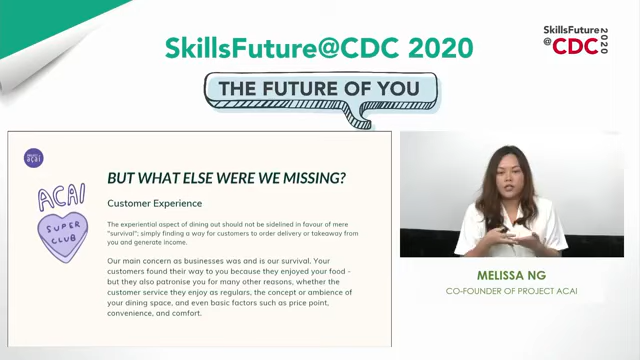 SkillsFuture@CDC 2020
SkillsFuture
@CDC
2020
THE FUTURE OF YOU
BUT WHAT ELSE WERE WE MISSING?
ACAI
SUPER
CLUB
Customer Experience
The experiential aspect of dining out should not be sidelined in favour of mere
"survival"; simply finding a way for customers to order delivery or takeaway from
you and generate income.
Our main concern as businesses was and is our survival. Your
customers found their way to you because they enjoyed your food -
but they also patronise you for many other reasons, whether the
customer service they enjoy as regulars, the concept or ambience of
your dining space, and even basic factors such as price point,
convenience, and comfort.
MELISSA NG
CO-FOUNDER OF PROJECT ACAI